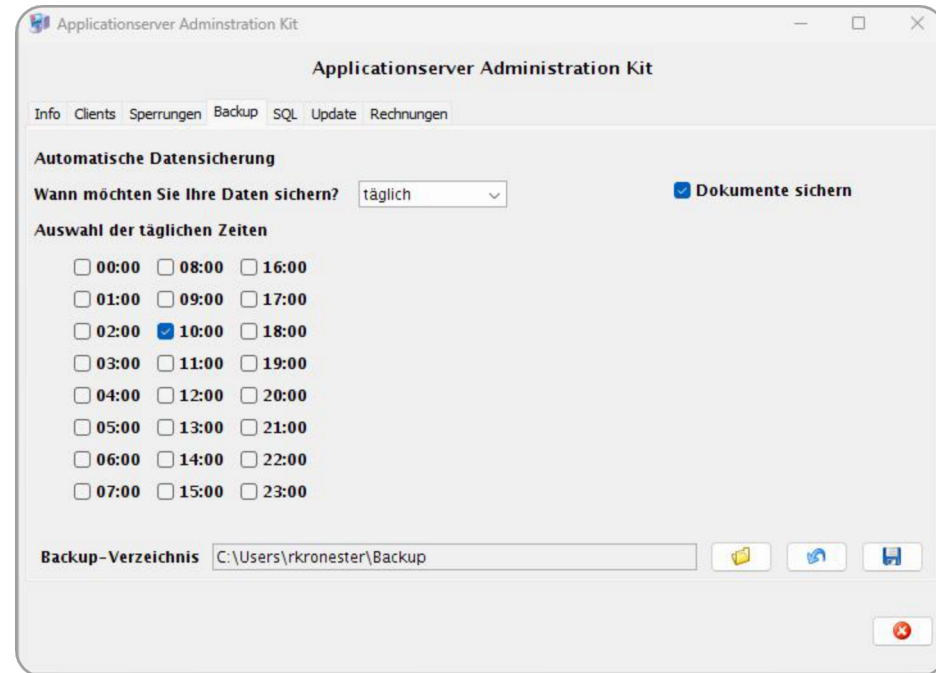 Applicationserver Adminstration Kit
Applicationserver Administration Kit
Info Clients Sperrungen Backup SQL Update Rechnungen
Automatische Datensicherung
Wann möchten Sie Ihre Daten sichern? täglich Dokumente sichern
Auswahl der täglichen Zeiten
00:00 08:00 16:00
01:00 09:00 17:00
02:00 10:00 18:00
03:00 11:00 19:00
04:00 12:00 20:00
05:00 13:00 21:00
06:00 14:00 22:00
07:00 15:00 23:00
Backup-Verzeichnis C:\Users\rkronester\Backup